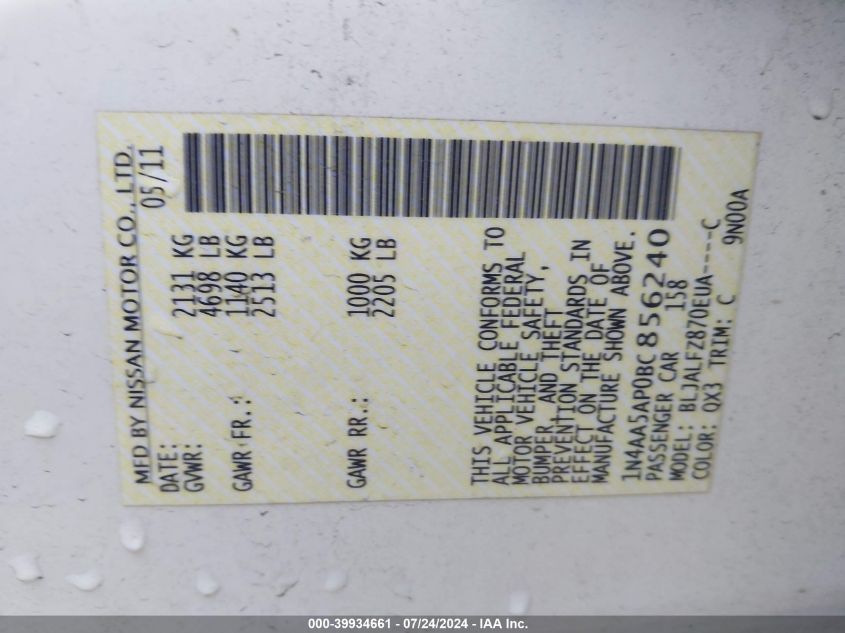 MFD BY NISSAN MOTOR CO., LTD.
DATE: 05/11
GVWR: 2131 KG
4698 LB
GAWR FR.: 1140 KG
2513 LB
GAWR RR.: 1000 KG
2205 LB
THIS VEHICLE CONFORMS TO
ALL APPLICABLE FEDERAL
MOTOR VEHICLE SAFETY,
BUMPER, AND THEFT
PREVENTION STANDARDS IN
EFFECT ON THE DATE OF
MANUFACTURE SHOWN ABOVE.
1N4AA5AP0BC856240
PASSENGER CAR 158
MODEL: BLJALFZ870EUA----C
COLOR: QX3 TRIM: C 9N00A
000-39934661 - 07/24/2024 - IAA Inc.